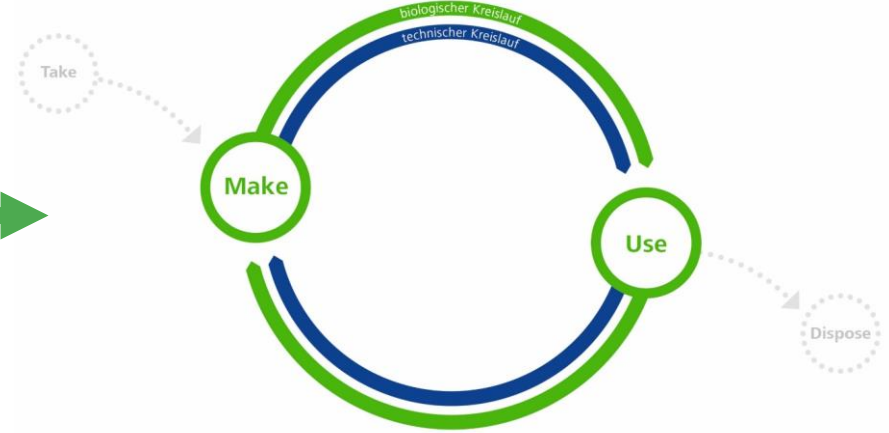 biologischer Kreislauf
technischer Kreislauf
Take
Make
Use
Dispose